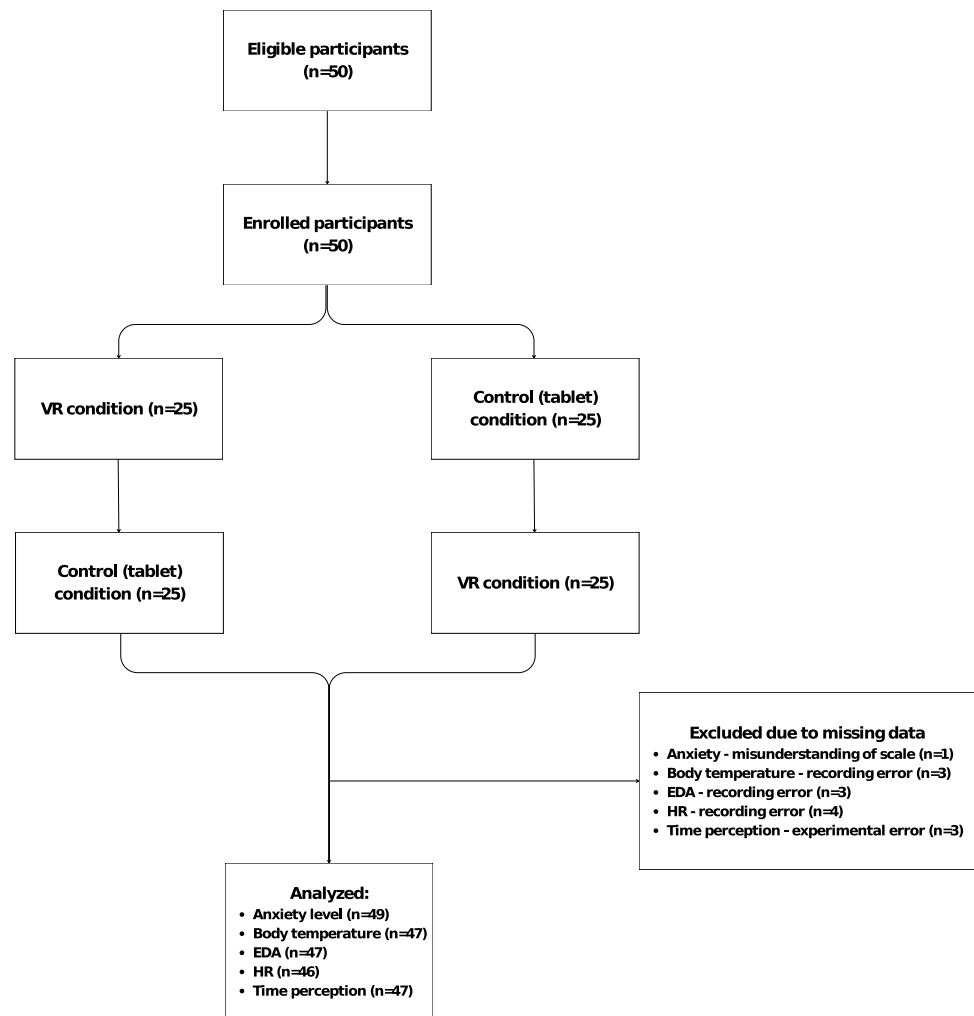 Eligible participants
(n=50)
Enrolled participants
(n=50)
VR condition (n=25)
Control (tablet)
condition (n=25)
Control (tablet)
condition (n=25)
VR condition (n=25)
Excluded due to missing data
• Anxiety - misunderstanding of scale (n=1)
• Body temperature - recording error (n=3)
• EDA - recording error (n=3)
• HR - recording error (n=4)
• Time perception - experimental error (n=3)
Analyzed:
• Anxiety level (n=49)
• Body temperature (n=47)
• EDA (n=47)
• HR (n=46)
• Time perception (n=47)